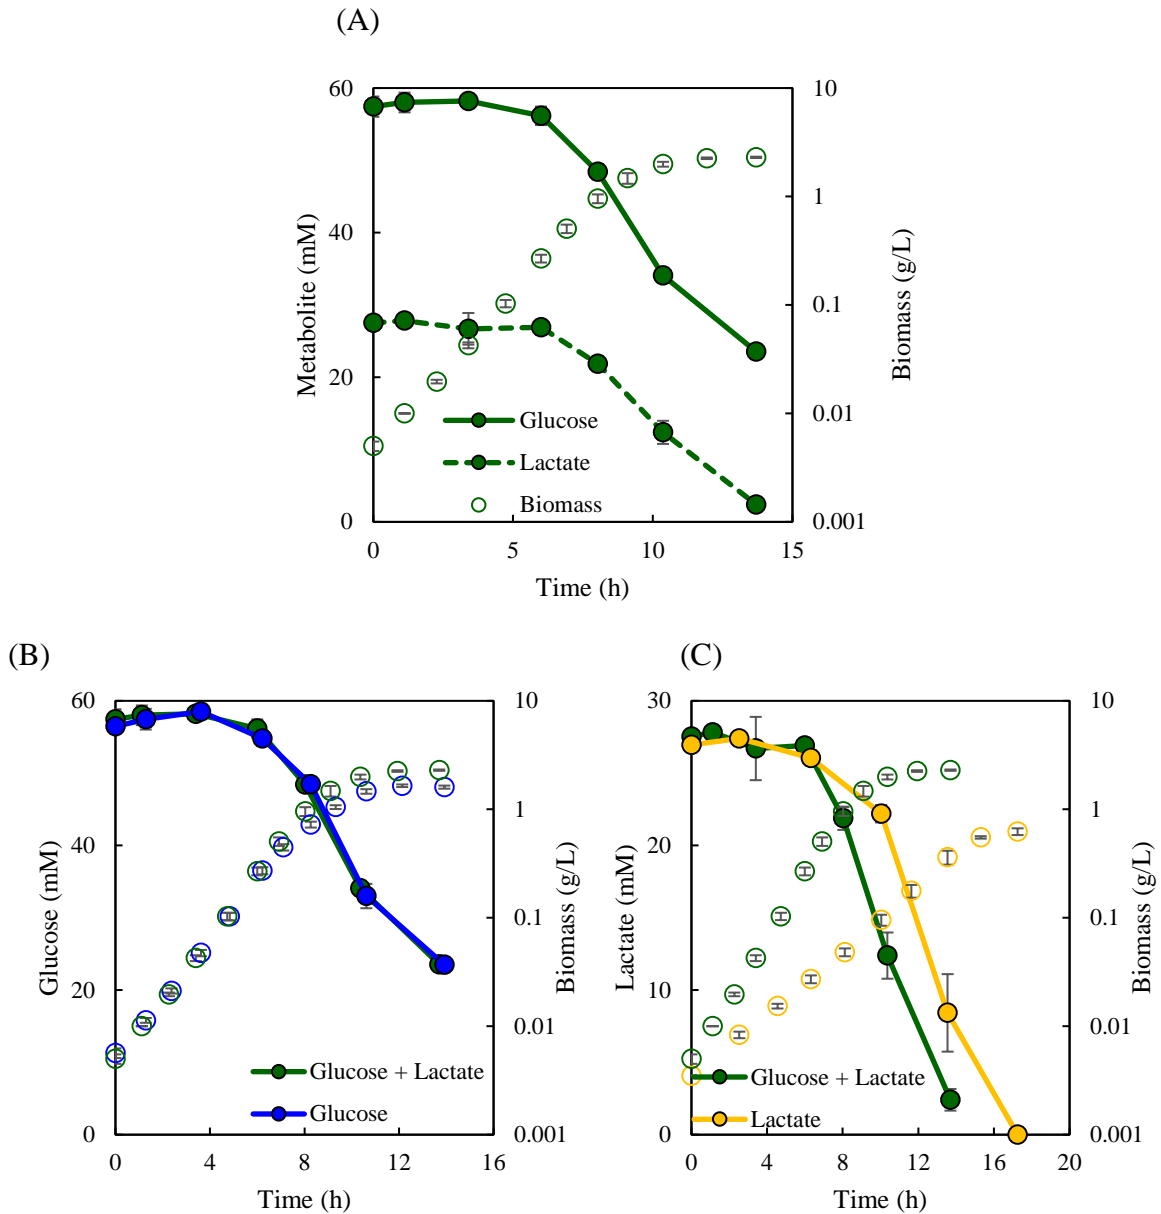 (A)
60
40
20
0
Metabolite (mM)
10
1
0.1
0.01
0.001
Biomass (g/L)
Glucose
Lactate
Biomass
0 5 10 15
Time (h)
(B)
60
40
20
0
Glucose (mM)
10
1
0.1
0.01
0.001
Biomass (g/L)
Glucose + Lactate
Glucose
0 4 8 12 16
Time (h)
(C)
30
20
10
0
Lactate (mM)
10
1
0.1
0.01
0.001
Biomass (g/L)
Glucose + Lactate
Lactate
0 4 8 12 16 20
Time (h)